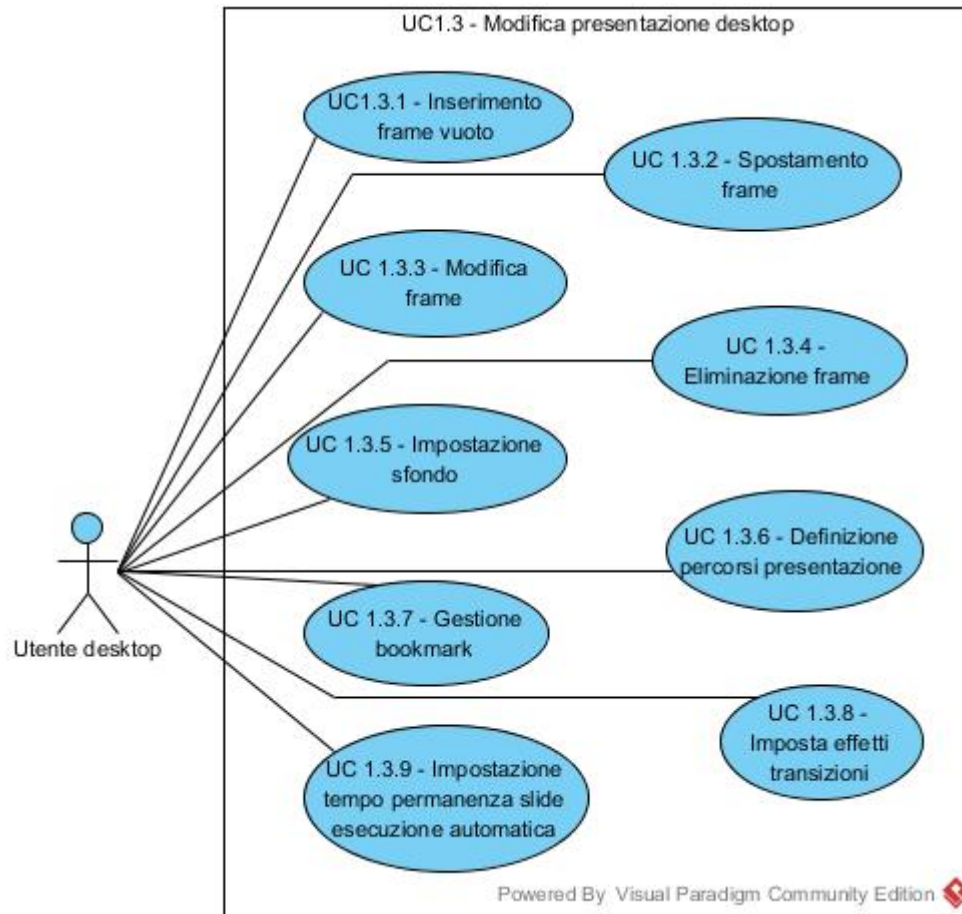 UC1.3 - Modifica presentazione desktop
UC1.3.1 - Inserimento
frame vuoto
UC 1.3.2 - Spostamento
frame
UC 1.3.3 - Modifica
frame
UC 1.3.4 -
Eliminazione frame
UC 1.3.5 - Impostazione
sfondo
UC 1.3.6 - Definizione
percorsi presentazione
Utente desktop
UC 1.3.7 - Gestione
bookmark
UC 1.3.8 -
Imposta effetti
transizioni
UC 1.3.9 - Impostazione
tempo permanenza slide
esecuzione automatica
Powered By Visual Paradigm Community Edition